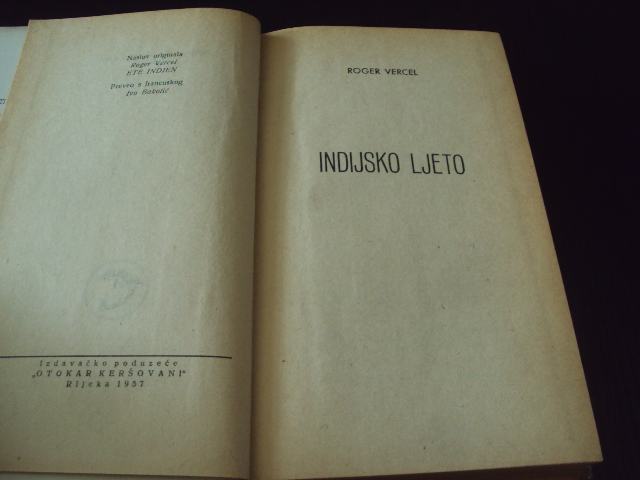 Naslov originala
Roger Vercel
ETE INDIEN
Preveo s francuskog
Ivo Bakotić
Izdavačko poduzeće
„OTOKAR KERŠOVANI"
Rijeka 1957
ROGER VERCEL
INDIJSKO LJETO